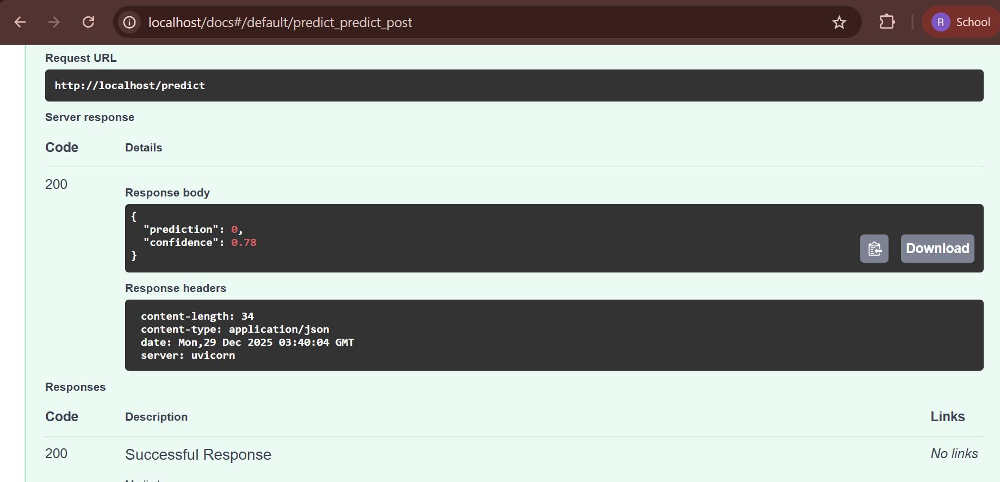 localhost/docs#/default/predict_predict_post
R School
Request URL
http://localhost/predict
Server response
Code Details
200
Response body
{
"prediction": 0,
"confidence": 0.78
}
Download
Response headers
content-length: 34
content-type: application/json
date: Mon,29 Dec 2025 03:40:04 GMT
server: uvicorn
Responses
Code Description Links
200 Successful Response No links